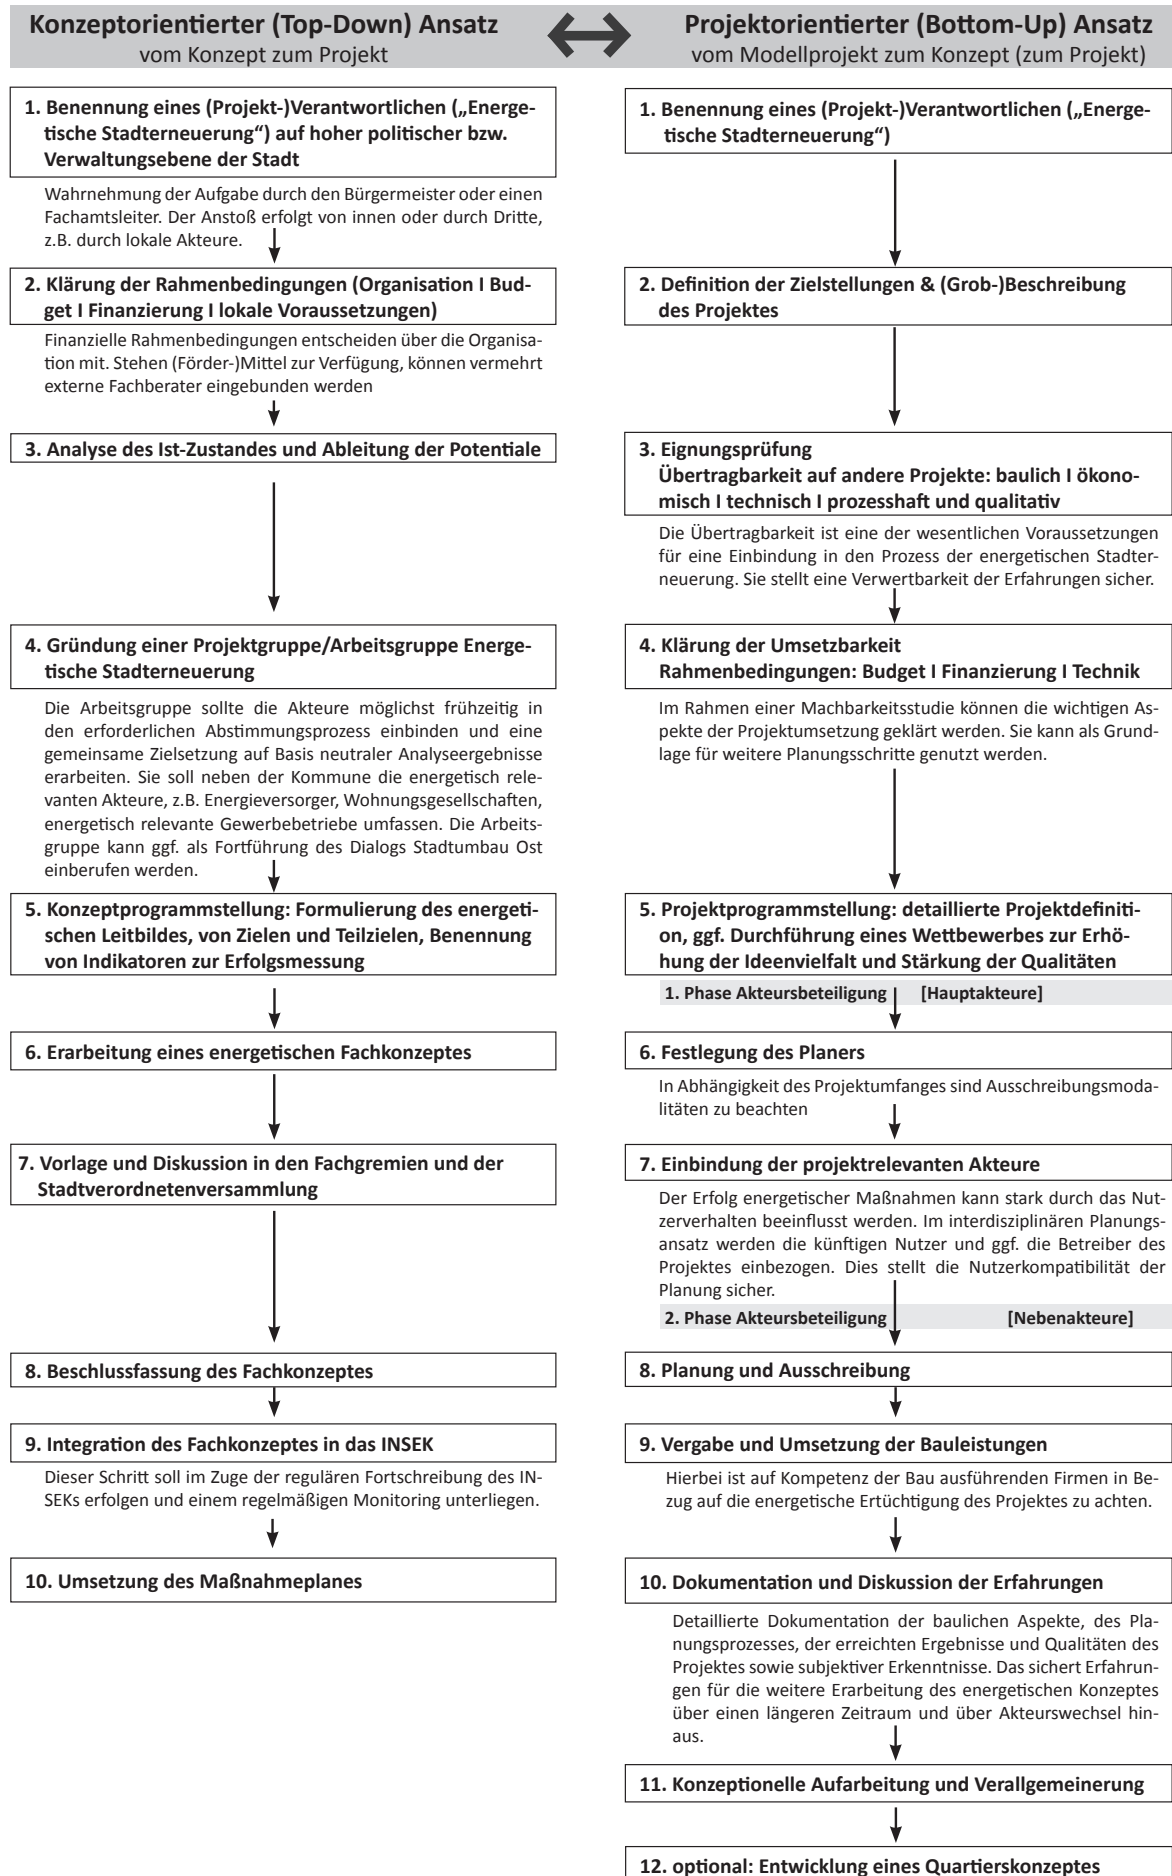 Konzeptorientierter (Top-Down) Ansatz
vom Konzept zum Projekt
1. Benennung eines (Projekt-)Verantwortlichen („Energe-
tische Stadterneuerung“) auf hoher politischer bzw.
Verwaltungsebene der Stadt
Wahrnehmung der Aufgabe durch den Bürgermeister oder einen
Fachamtsleiter. Der Anstoß erfolgt von innen oder durch Dritte,
z.B. durch lokale Akteure.
2. Klärung der Rahmenbedingungen (Organisation I Bud-
get I Finanzierung I lokale Voraussetzungen)
Finanzielle Rahmenbedingungen entscheiden über die Organisa-
tion mit. Stehen (Förder-)Mittel zur Verfügung, können vermehrt
externe Fachberater eingebunden werden
3. Analyse des Ist-Zustandes und Ableitung der Potentiale
4. Gründung einer Projektgruppe/Arbeitsgruppe Energe-
tische Stadterneuerung
Die Arbeitsgruppe sollte die Akteure möglichst frühzeitig in
den erforderlichen Abstimmungsprozess einbinden und eine
gemeinsame Zielsetzung auf Basis neutraler Analyseergebnisse
erarbeiten. Sie soll neben der Kommune die energetisch rele-
vanten Akteure, z.B. Energieversorger, Wohnungsgesellschaften,
energetisch relevante Gewerbebetriebe umfassen. Die Arbeits-
gruppe kann ggf. als Fortführung des Dialogs Stadtumbau Ost
einberufen werden.
5. Konzeptprogrammstellung: Formulierung des energeti-
schen Leitbildes, von Zielen und Teilzielen, Benennung
von Indikatoren zur Erfolgsmessung
6. Erarbeitung eines energetischen Fachkonzeptes
7. Vorlage und Diskussion in den Fachgremien und der
Stadtverordnetenversammlung
8. Beschlussfassung des Fachkonzeptes
9. Integration des Fachkonzeptes in das INSEK
Dieser Schritt soll im Zuge der regulären Fortschreibung des IN-
SEKs erfolgen und einem regelmäßigen Monitoring unterliegen.
10. Umsetzung des Maßnahmeplanes
Projektorientierter (Bottom-Up) Ansatz
vom Modellprojekt zum Konzept (zum Projekt)
1. Benennung eines (Projekt-)Verantwortlichen („Energe-
tische Stadterneuerung“)
2. Definition der Zielstellungen & (Grob-)Beschreibung
des Projektes
3. Eignungsprüfung
Übertragbarkeit auf andere Projekte: baulich I ökono-
misch I technisch I prozesshaft und qualitativ
Die Übertragbarkeit ist eine der wesentlichen Voraussetzungen
für eine Einbindung in den Prozess der energetischen Stadter-
neuerung. Sie stellt eine Verwertbarkeit der Erfahrungen sicher.
4. Klärung der Umsetzbarkeit
Rahmenbedingungen: Budget I Finanzierung I Technik
Im Rahmen einer Machbarkeitsstudie können die wichtigen As-
pekte der Projektumsetzung geklärt werden. Sie kann als Grund-
lage für weitere Planungsschritte genutzt werden.
5. Projektprogrammstellung: detaillierte Projektdefiniti-
on, ggf. Durchführung eines Wettbewerbes zur Erhö-
hung der Ideenvielfalt und Stärkung der Qualitäten
1. Phase Akteursbeteiligung [Hauptakteure]
6. Festlegung des Planers
In Abhängigkeit des Projektumfanges sind Ausschreibungsmoda-
litäten zu beachten
7. Einbindung der projektrelevanten Akteure
Der Erfolg energetischer Maßnahmen kann stark durch das Nut-
zerverhalten beeinflusst werden. Im interdisziplinären Planungs-
ansatz werden die künftigen Nutzer und ggf. die Betreiber des
Projektes einbezogen. Dies stellt die Nutzerkompatibilität der
Planung sicher.
2. Phase Akteursbeteiligung [Nebenakteure]
8. Planung und Ausschreibung
9. Vergabe und Umsetzung der Bauleistungen
Hierbei ist auf Kompetenz der Bau ausführenden Firmen in Be-
zug auf die energetische Ertüchtigung des Projektes zu achten.
10. Dokumentation und Diskussion der Erfahrungen
Detaillierte Dokumentation der baulichen Aspekte, des Pla-
nungsprozesses, der erreichten Ergebnisse und Qualitäten des
Projektes sowie subjektiver Erkenntnisse. Das sichert Erfahrun-
gen für die weitere Erarbeitung des energetischen Konzeptes
über einen längeren Zeitraum und über Akteurswechsel hin-
aus.
11. Konzeptionelle Aufarbeitung und Verallgemeinerung
12. optional: Entwicklung eines Quartierskonzeptes